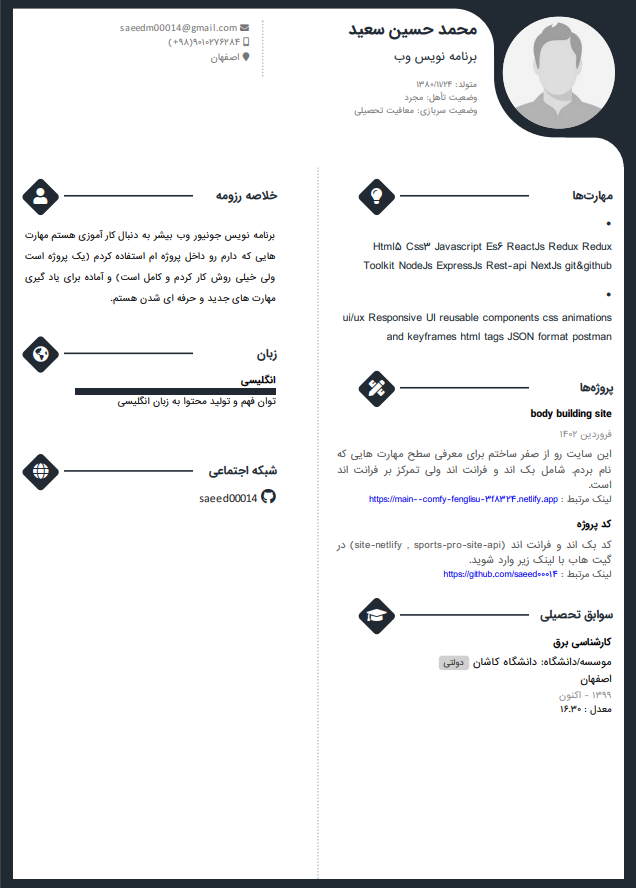 محمد حسین سعید
برنامه نویس وب
متولد: ۱۳۸۰/۱۱/۲۴
وضعیت تأهل: مجرد
وضعیت سربازی: معافیت تحصیلی
saeedm00014@gmail.com
(+۹۸)۹۰۱۰۲۷۶۲۸۴
اصفهان
مهارت‌ها
•
Html۵ Css۳ Javascript Es۶ ReactJs Redux Redux
Toolkit NodeJs ExpressJs Rest-api NextJs git&github
•
ui/ux Responsive UI reusable components css animations
and keyframes html tags JSON format postman
پروژه‌ها
body building site
فروردین ۱۴۰۲
این سایت رو از صفر ساختم برای معرفی سطح مهارت هایی که
نام بردم. شامل بک اند و فرانت اند ولی تمرکز بر فرانت اند
است.
لینک مرتبط : https://main--comfy-fenglisu-۳f۸۳۲۴.netlify.app
کد پروژه
کد بک اند و فرانت اند (site-netlify , sports-pro-site-api) در
گیت هاب با لینک زیر وارد شوید.
لینک مرتبط : https://github.com/saeed۰۰۰۱۴
سوابق تحصیلی
کارشناسی برق
موسسه/دانشگاه: دانشگاه کاشان دولتی
اصفهان
۱۳۹۹ - اکنون
معدل : ۱۶.۳۰
خلاصه رزومه
برنامه نویس جونیور وب بیشر به دنبال کار آموزی هستم مهارت
هایی که دارم رو داخل پروژه ام استفاده کردم (یک پروژه است
ولی خیلی روش کار کردم و کامل است) و آماده برای یاد گیری
مهارت های جدید و حرفه ای شدن هستم.
زبان
انگلیسی
توان فهم و تولید محتوا به زبان انگلیسی
شبکه اجتماعی
saeed00014